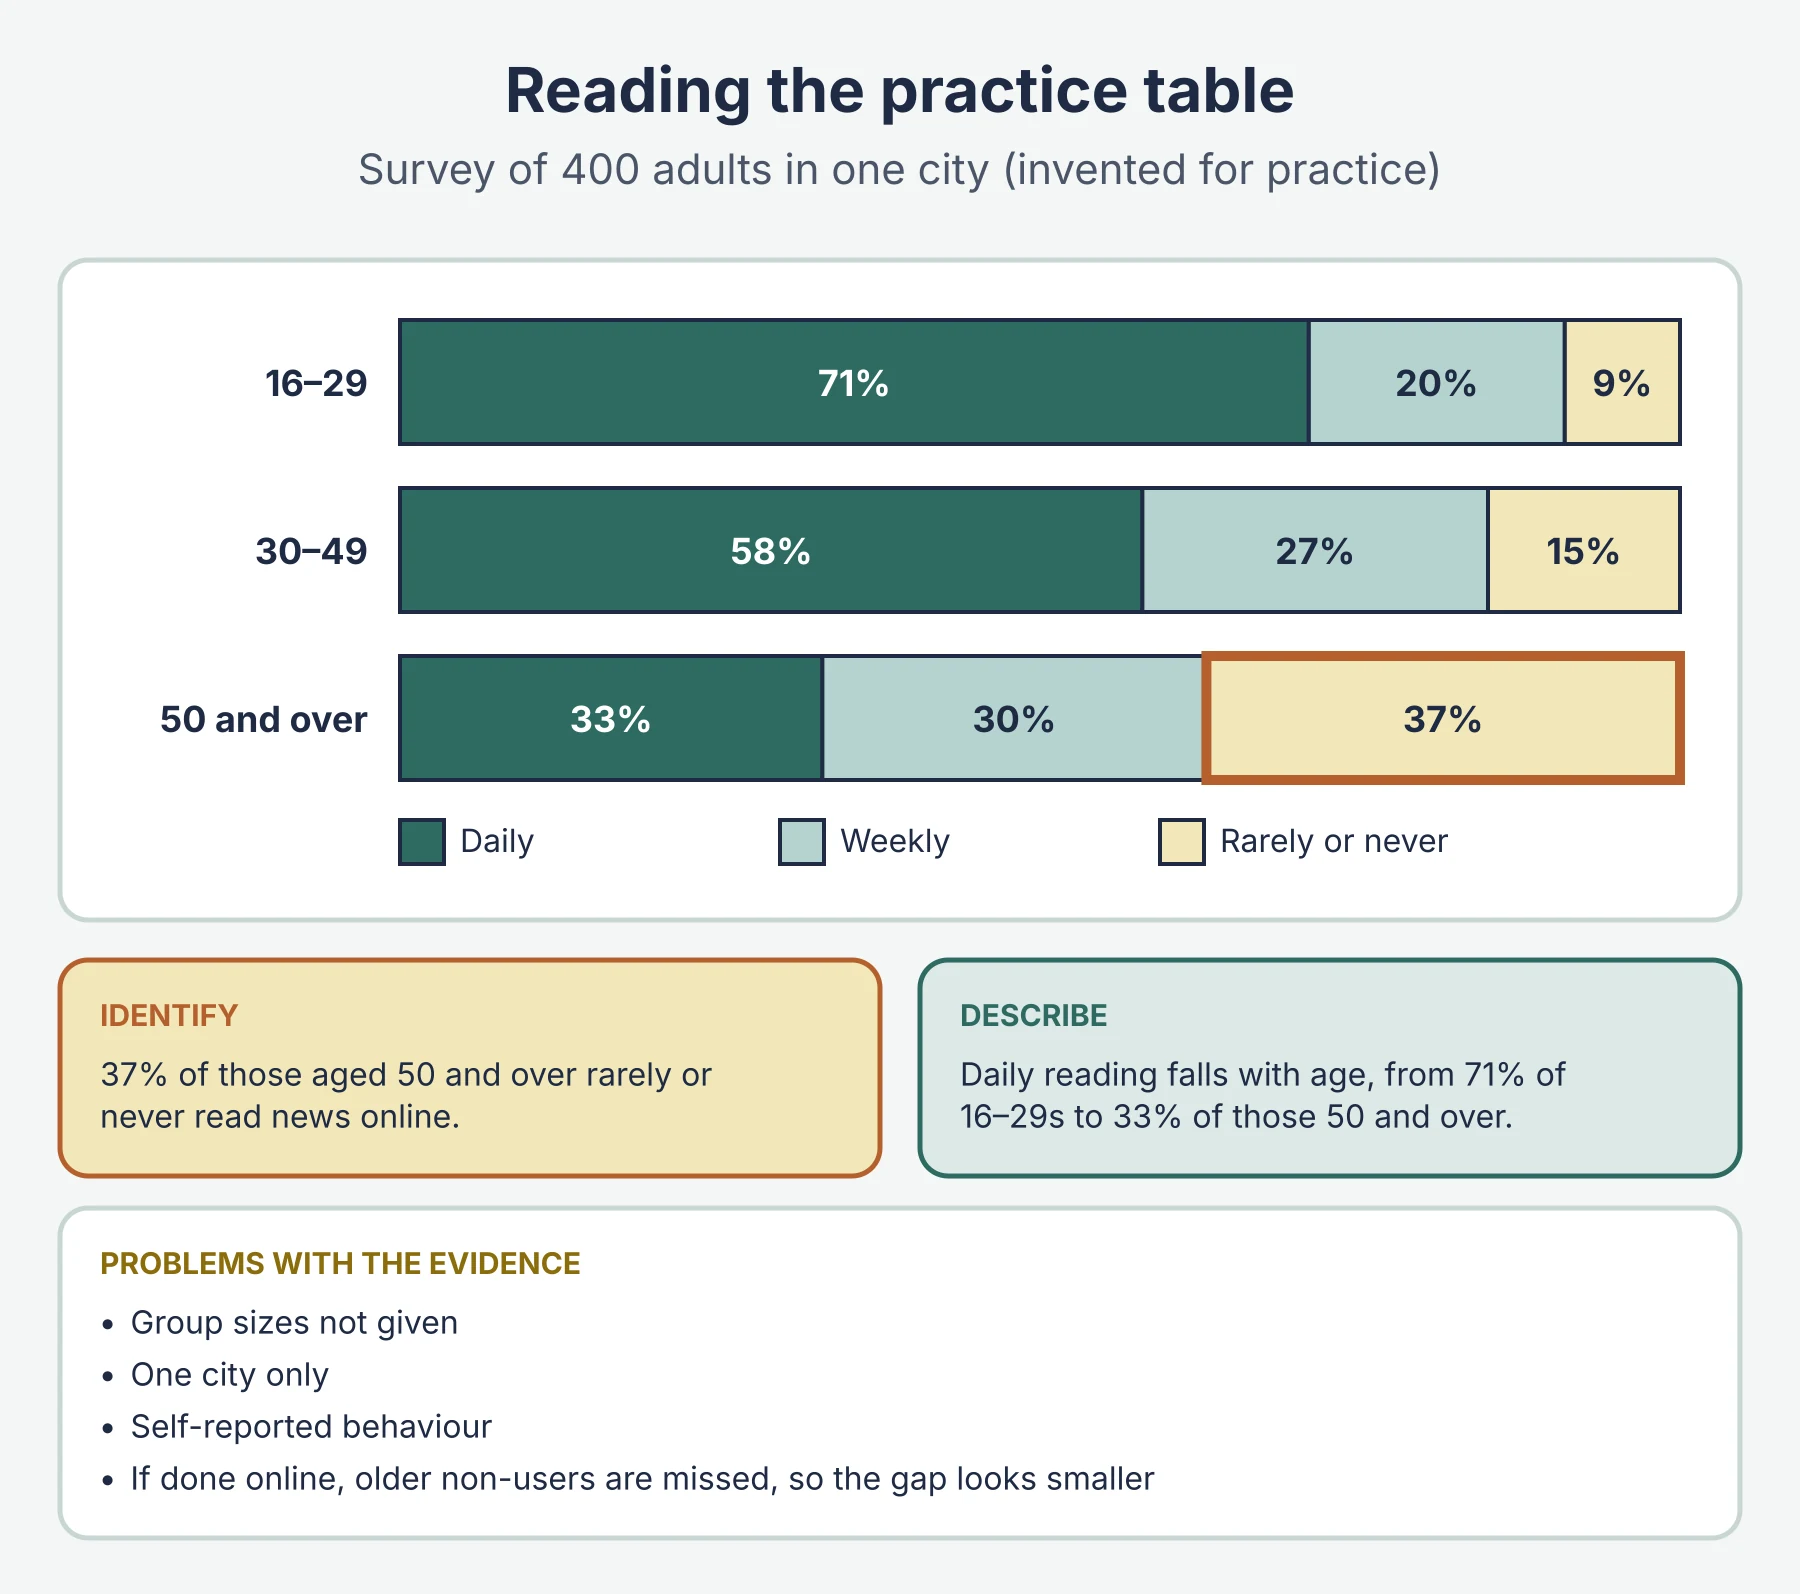 Reading the practice table
Survey of 400 adults in one city (invented for practice)
16–29
71%
20%
9%
30–49
58%
27%
15%
50 and over
33%
30%
37%
Daily
Weekly
Rarely or never
IDENTIFY
37% of those aged 50 and over rarely or
never read news online.
DESCRIBE
Daily reading falls with age, from 71% of
16–29s to 33% of those 50 and over.
PROBLEMS WITH THE EVIDENCE
• Group sizes not given
• One city only
• Self-reported behaviour
• If done online, older non-users are missed, so the gap looks smaller